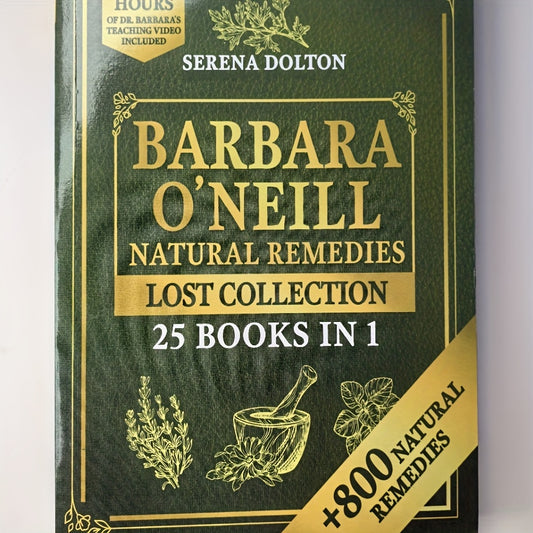 HOURS
OF DR. BARBARA'S
TEACHING VIDEO
INCLUDED
SERENA DOLTON
BARBARA
O'NEILL
NATURAL REMEDIES
LOST COLLECTION
25 BOOKS IN 1
+800 NATURAL
REMEDIES